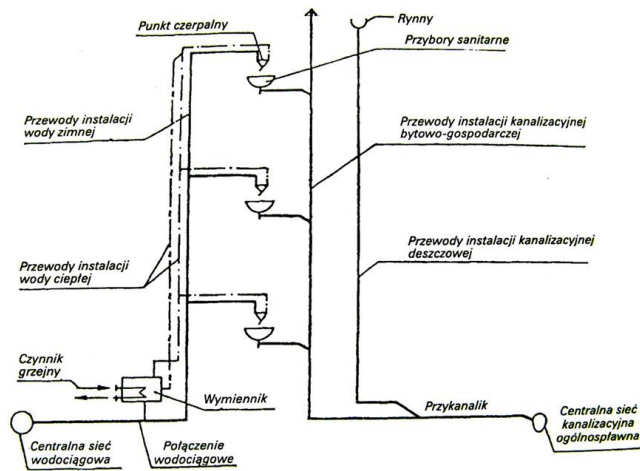 Punkt czerpalny
Rynny
Przybory sanitarne
Przewody instalacji
wody zimnej
Przewody instalacji kanalizacyjnej
bytowo-gospodarczej
Przewody instalacji
wody ciepłej
Przewody instalacji kanalizacyjnej
deszczowej
Czynnik
grzejny
Wymiennik
Przykanalik
Centralna sieć
wodociągowa
Połączenie
wodociągowe
Centralna sieć
kanalizacyjna
ogólnospławna